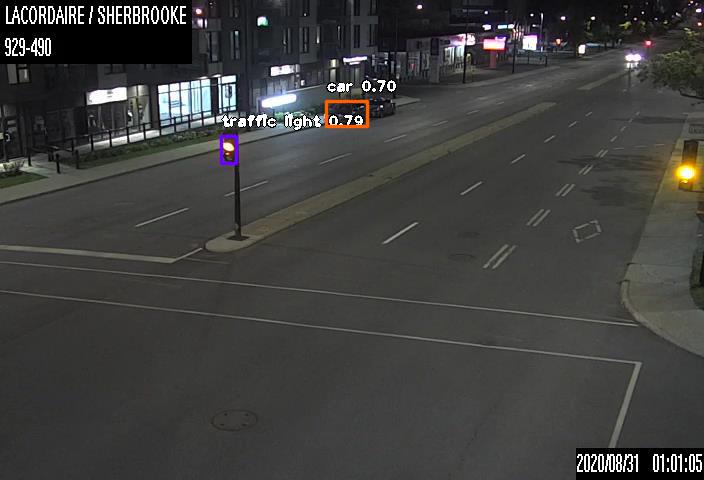 LACORDAIRE / SHERBROOKE
929-490
car 0.70
traffic light 0.79
2020/08/31 01:01:05